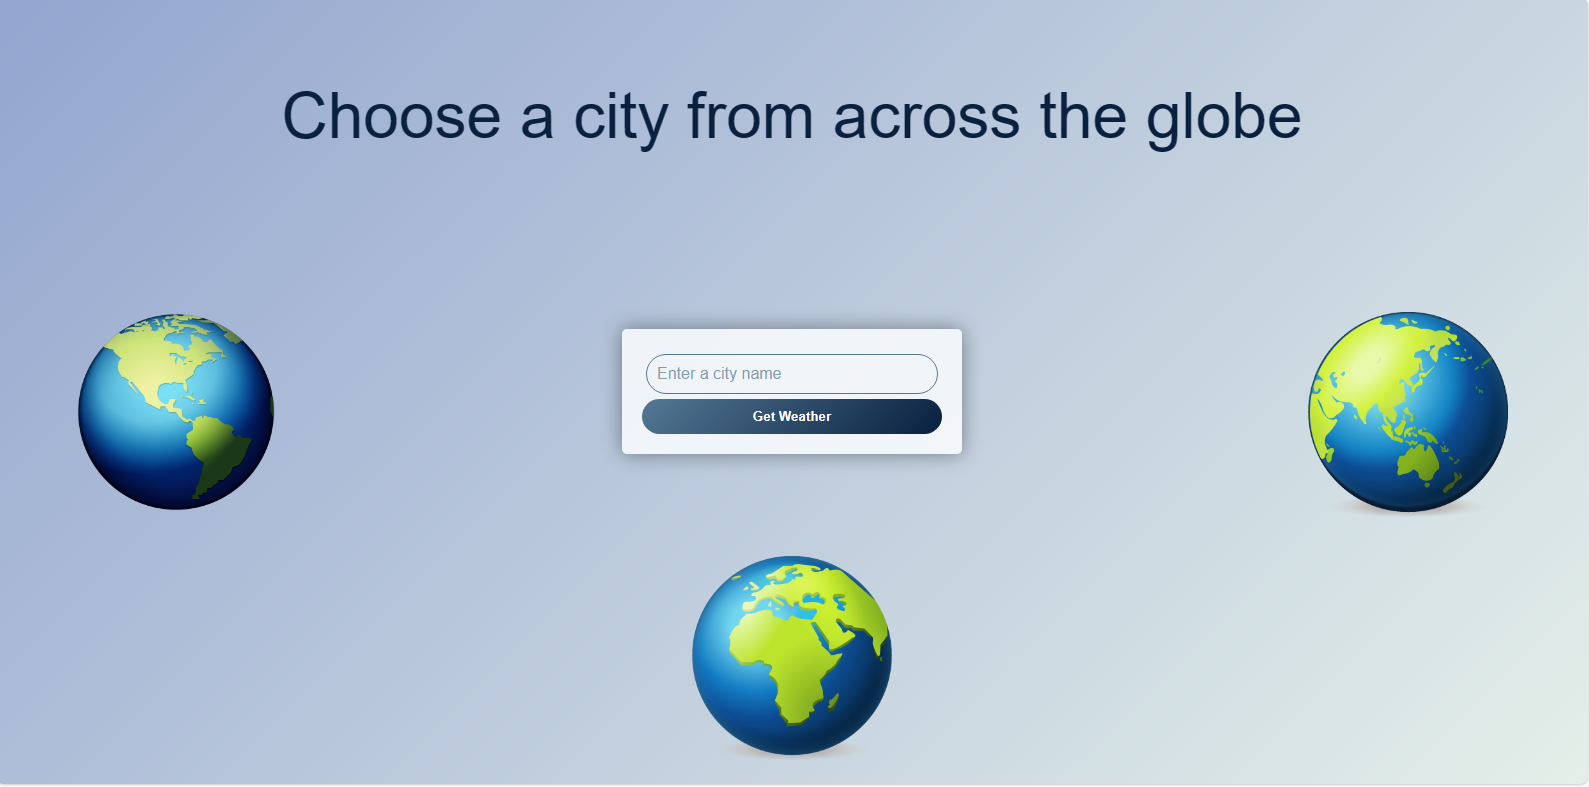 Choose a city from across the globe
Enter a city name
Get Weather